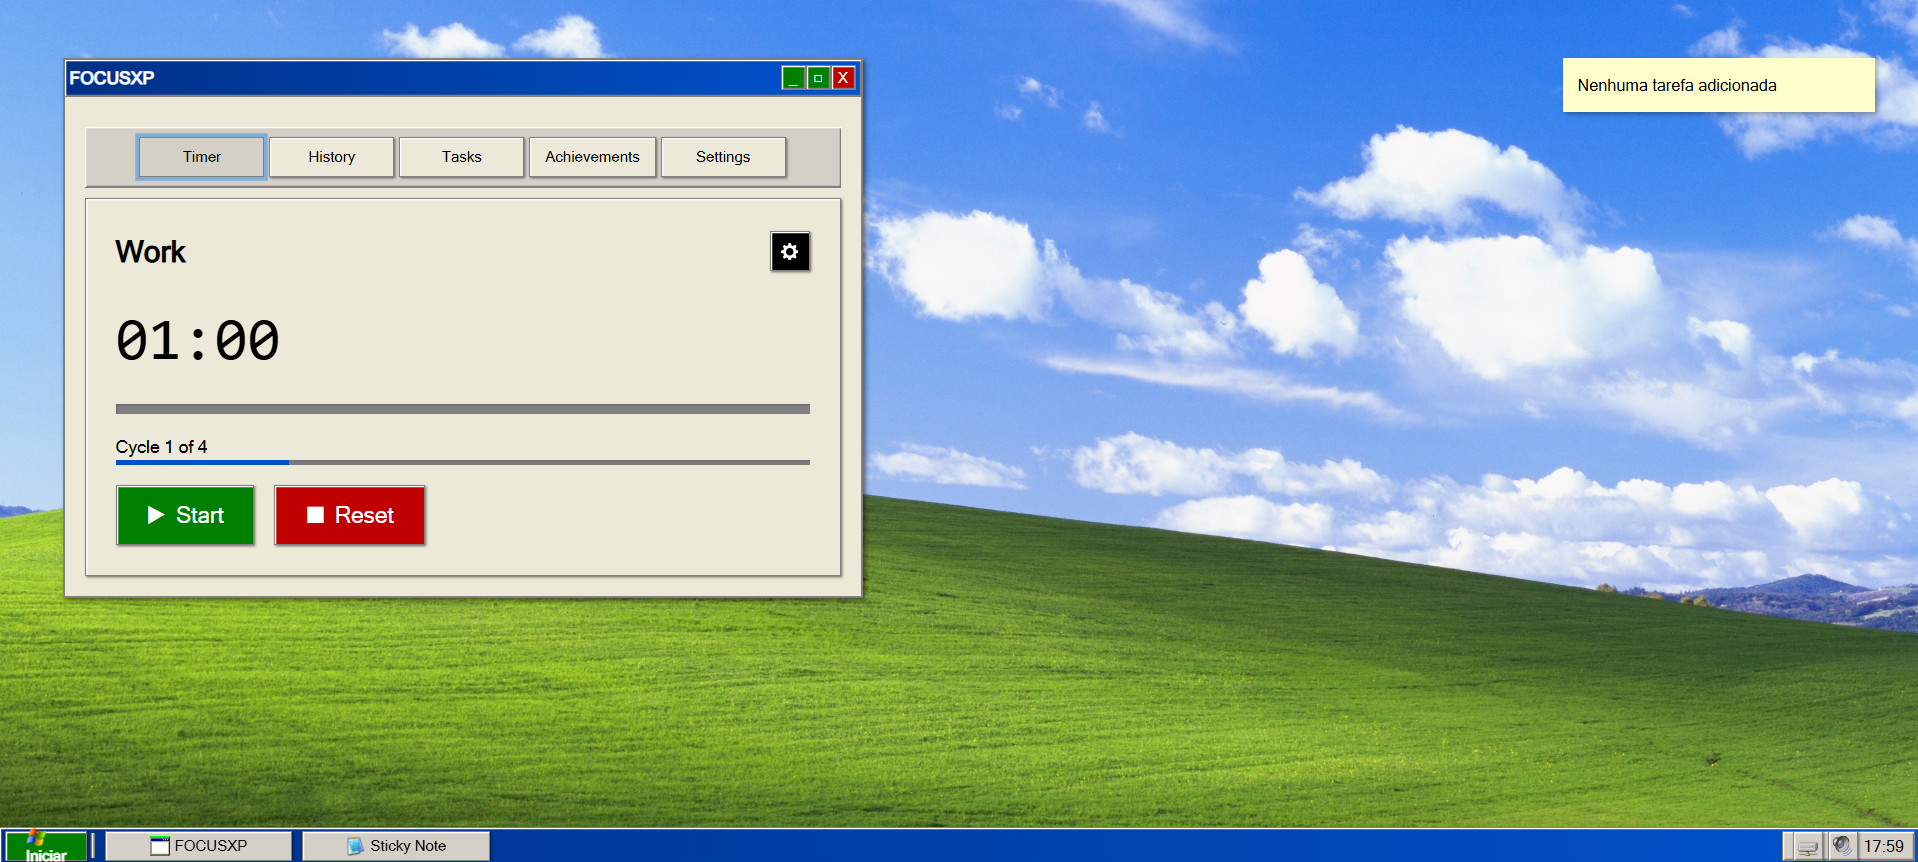 FOCUSXP
Timer
History
Tasks
Achievements
Settings
Work
01:00
Cycle 1 of 4
Start
Reset
Nenhuma tarefa adicionada
Iniciar
FOCUSXP
Sticky Note
17:59